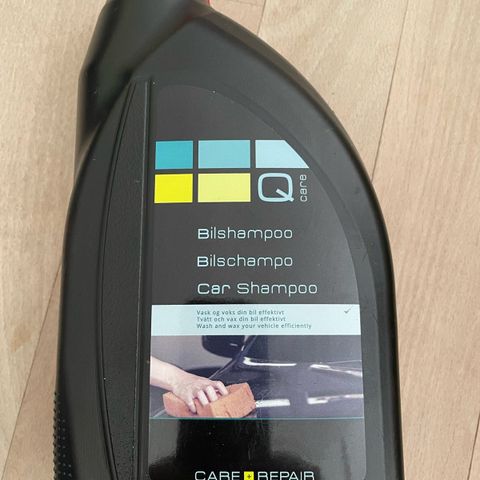 Q care
Bilshampoo
Bilschampo
Car Shampoo
Vask og voks din bil effektivt
Tvätt och vax din bil effektivt
Wash and wax your vehicle efficiently
CARE + REPAIR